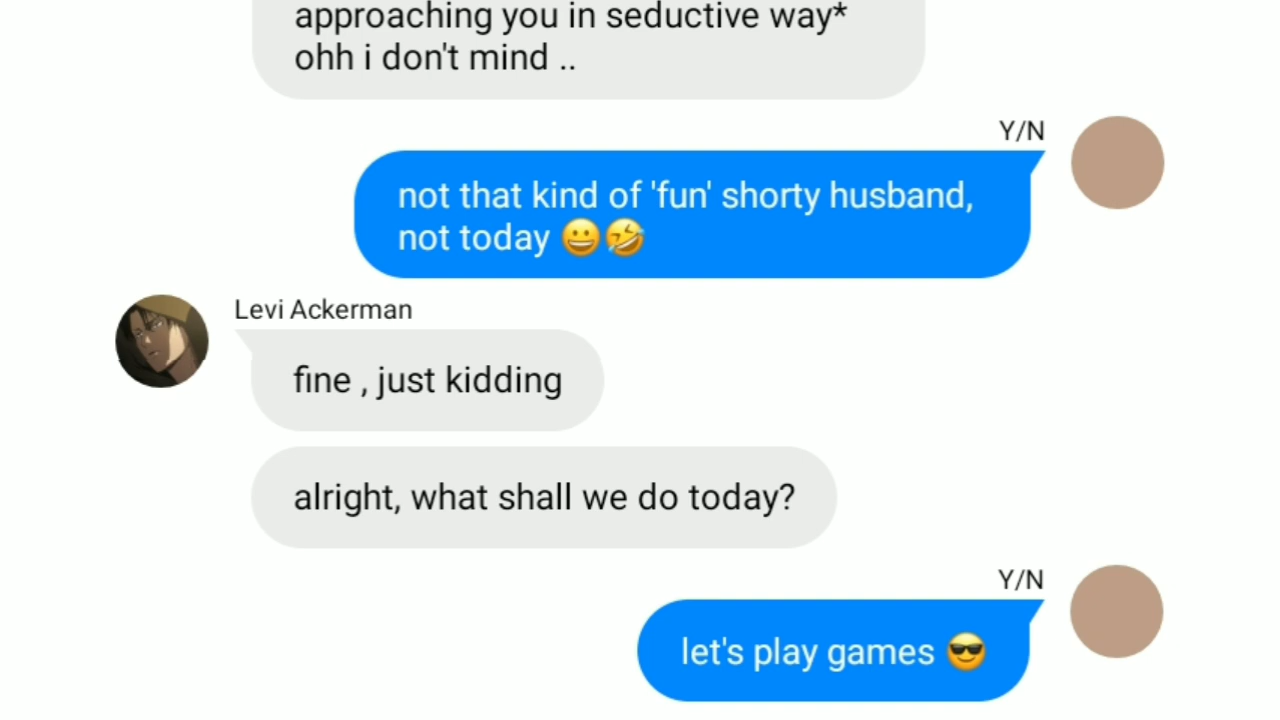 approaching you in seductive way*
ohh i don't mind ..
Y/N
not that kind of 'fun' shorty husband,
not today 😀🤣
Levi Ackerman
fine , just kidding
alright, what shall we do today?
Y/N
let's play games 😎